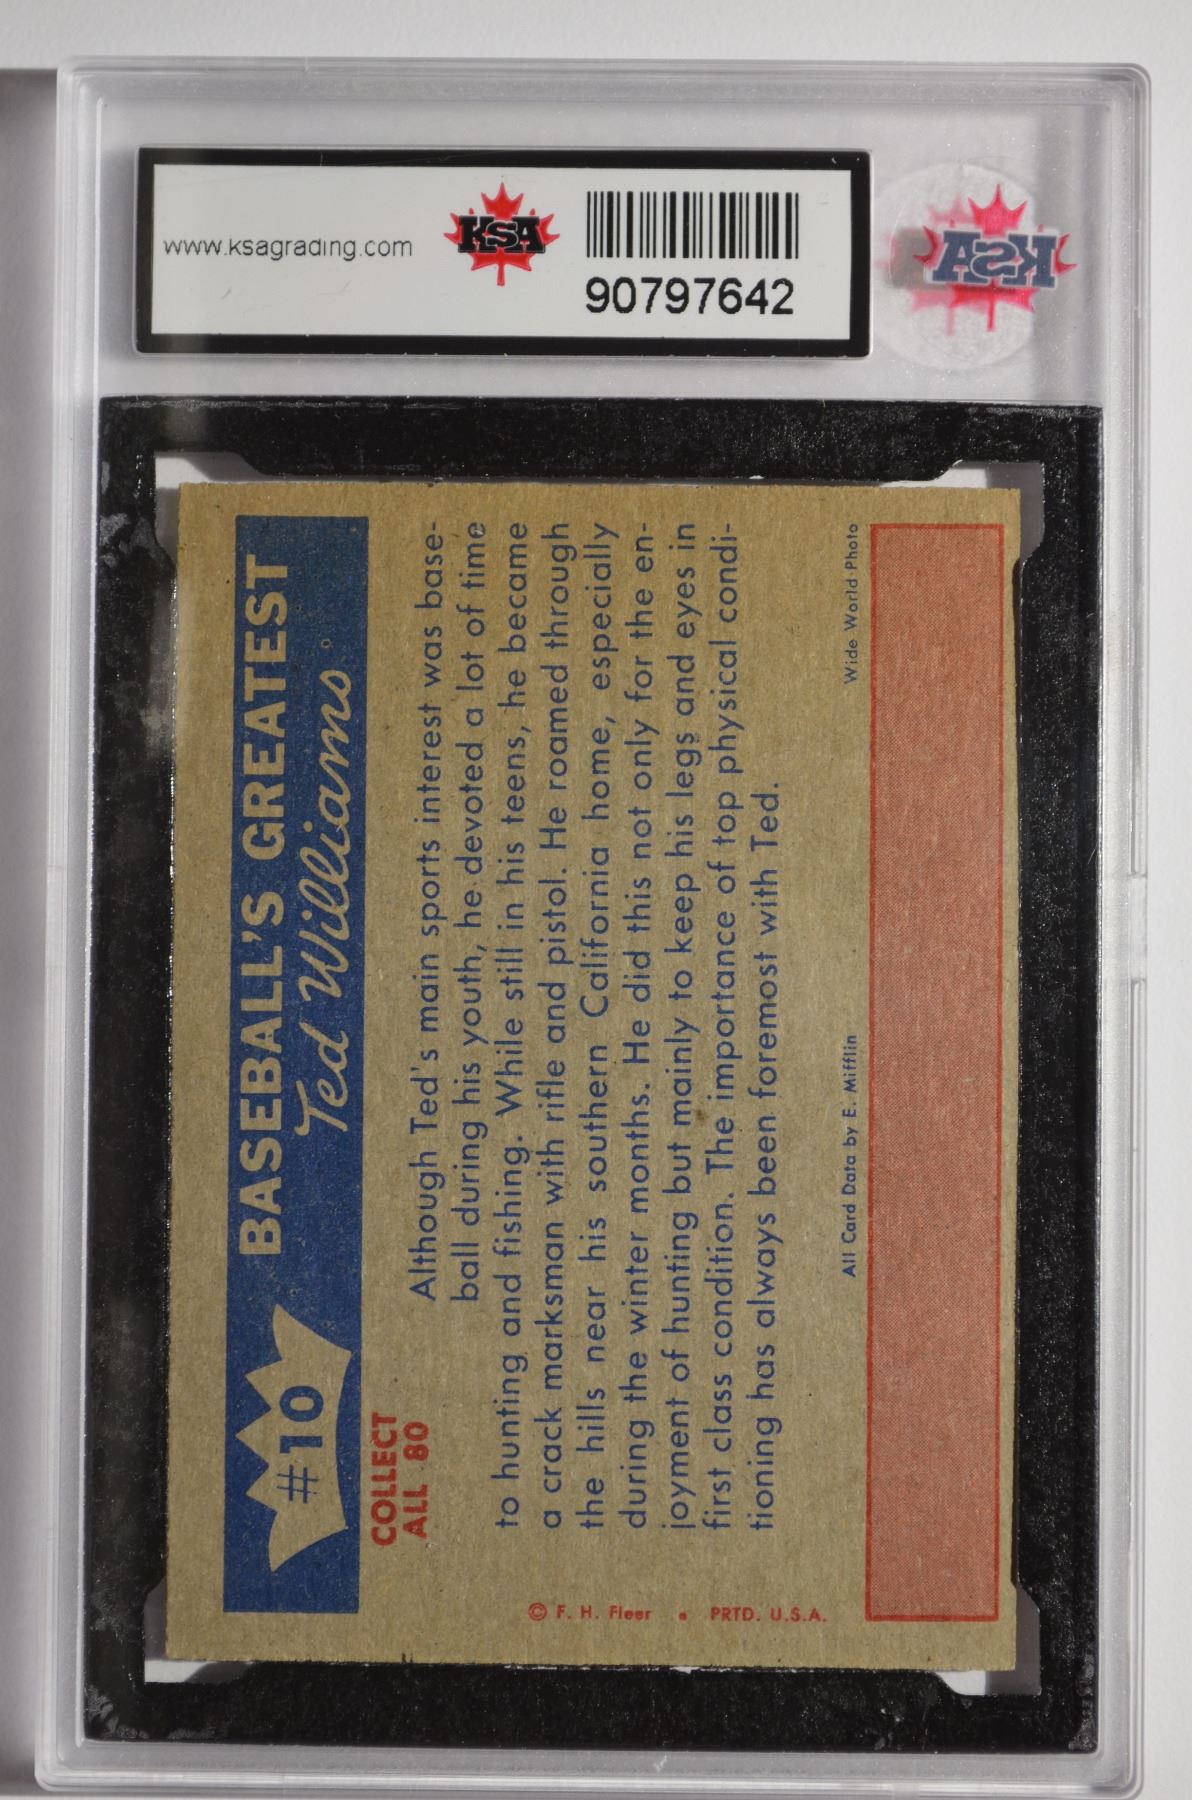 www.ksagrading.com
KSA
90797642
KSA
#10
BASEBALL'S GREATEST
Ted Williams
COLLECT
ALL 80
Although Ted's main sports interest was base-
ball during his youth, he devoted a lot of time
to hunting and fishing. While still in his teens, he became
a crack marksman with rifle and pistol. He roamed through
the hills near his southern California home, especially
during the winter months. He did this not only for the en-
joyment of hunting but mainly to keep his legs and eyes in
first class condition. The importance of top physical condi-
tioning has always been foremost with Ted.
© F. H. Fleer • PRTD. U.S.A.
All Card Data by E. Mifflin
Wide World Photo